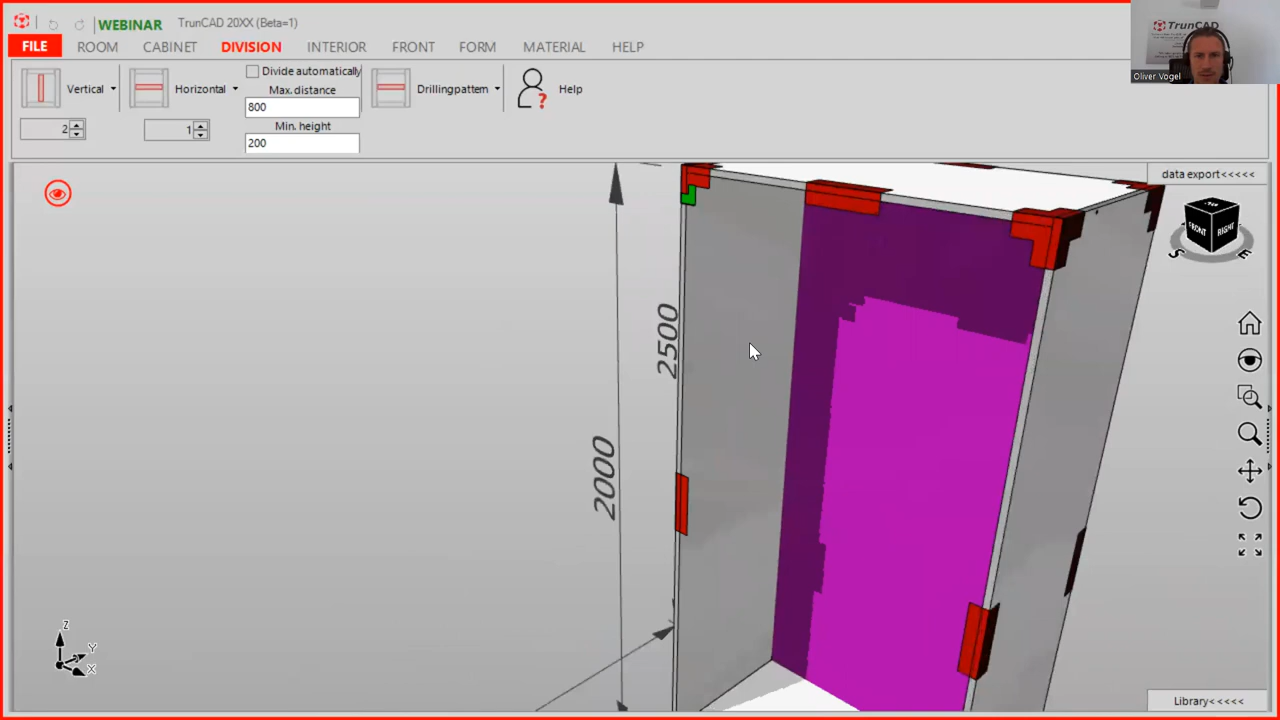 WEBINAR TrunCAD 20XX (Beta=1)
TrunCAD
FILE ROOM CABINET DIVISION INTERIOR FRONT FORM MATERIAL HELP
Oliver Vogel
Divide automatically
Vertical Horizontal Max. distance Drillingpattern Help
800
2 1 Min. height
200
data export<<<<<
TOP
FRONT RIGHT
S E
2500
2000
Z
Y
X
Library<<<<<